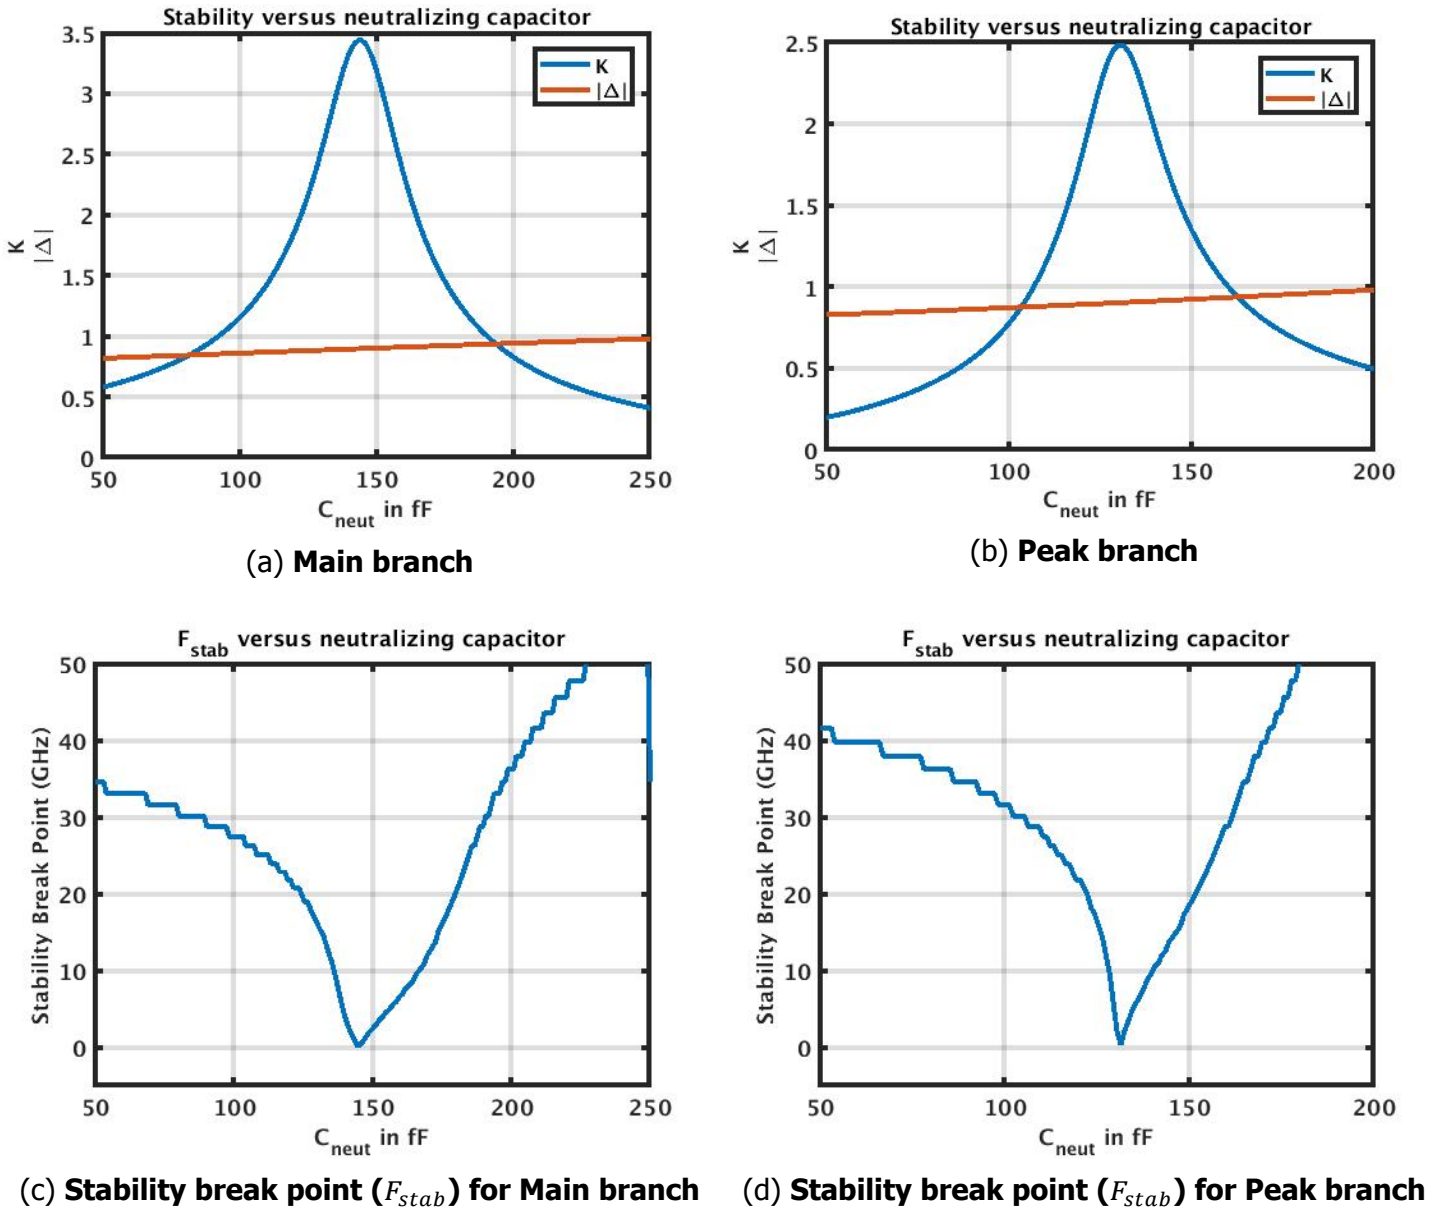 Stability versus neutralizing capacitor
3.5
3
2.5
2
1.5
1
0.5
0
K
|Δ|
K
|Δ|
50 100 150 200 250
C_neut in fF
(a) Main branch
Stability versus neutralizing capacitor
2.5
2
1.5
1
0.5
0
K
|Δ|
K
|Δ|
50 100 150 200
C_neut in fF
(b) Peak branch
F_stab versus neutralizing capacitor
50
40
30
20
10
0
Stability Break Point (GHz)
50 100 150 200 250
C_neut in fF
(c) Stability break point (F_stab) for Main branch
F_stab versus neutralizing capacitor
50
40
30
20
10
0
Stability Break Point (GHz)
50 100 150 200
C_neut in fF
(d) Stability break point (F_stab) for Peak branch